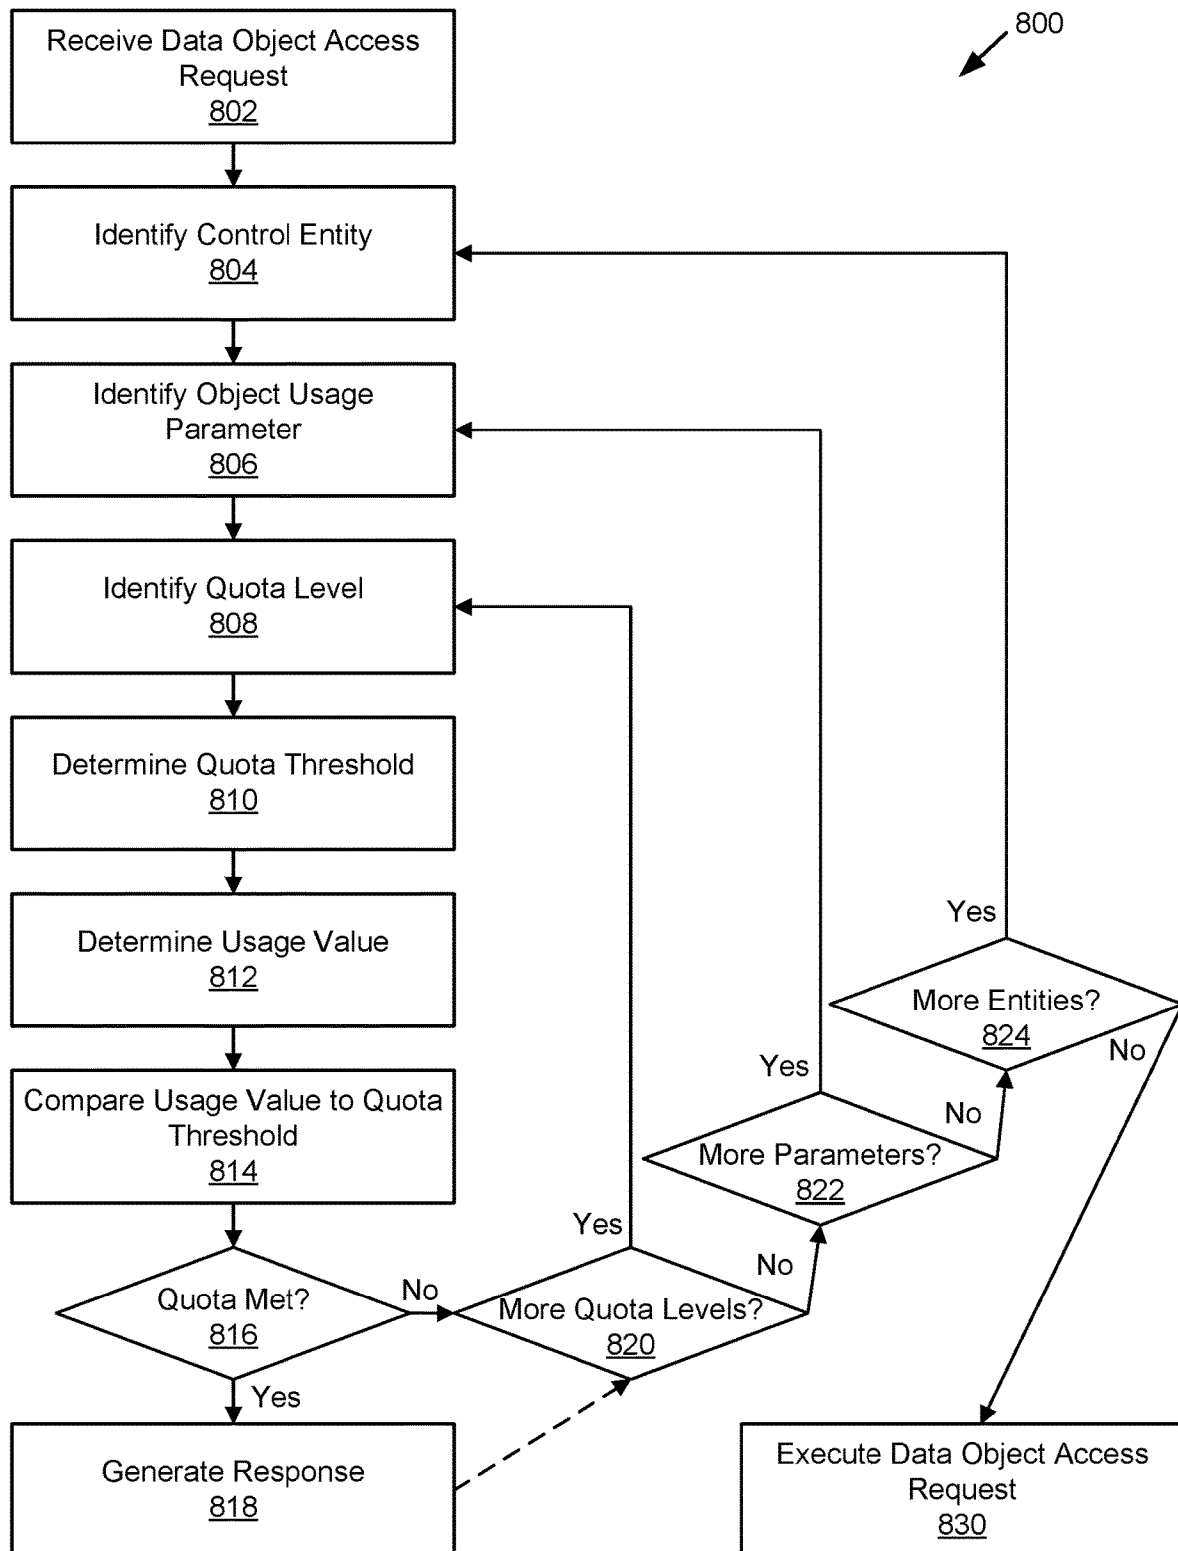 Receive Data Object Access
Request
802
800
Identify Control Entity
804
Identify Object Usage
Parameter
806
Identify Quota Level
808
Determine Quota Threshold
810
Determine Usage Value
812
Yes
More Entities?
824
No
Compare Usage Value to Quota
Threshold
814
Yes
More Parameters?
822
No
Quota Met?
816
No
Yes
Yes
More Quota Levels?
820
No
Generate Response
818
Execute Data Object Access
Request
830